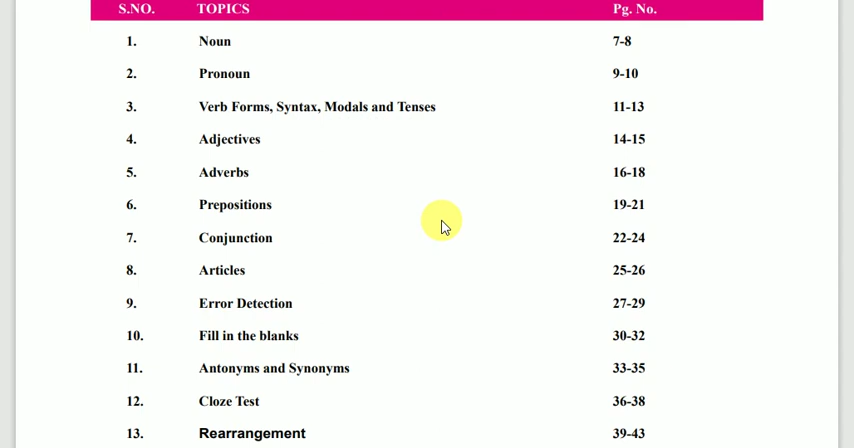 S.NO. TOPICS Pg. No.
1. Noun 7-8
2. Pronoun 9-10
3. Verb Forms, Syntax, Modals and Tenses 11-13
4. Adjectives 14-15
5. Adverbs 16-18
6. Prepositions 19-21
7. Conjunction 22-24
8. Articles 25-26
9. Error Detection 27-29
10. Fill in the blanks 30-32
11. Antonyms and Synonyms 33-35
12. Cloze Test 36-38
13. Rearrangement 39-43